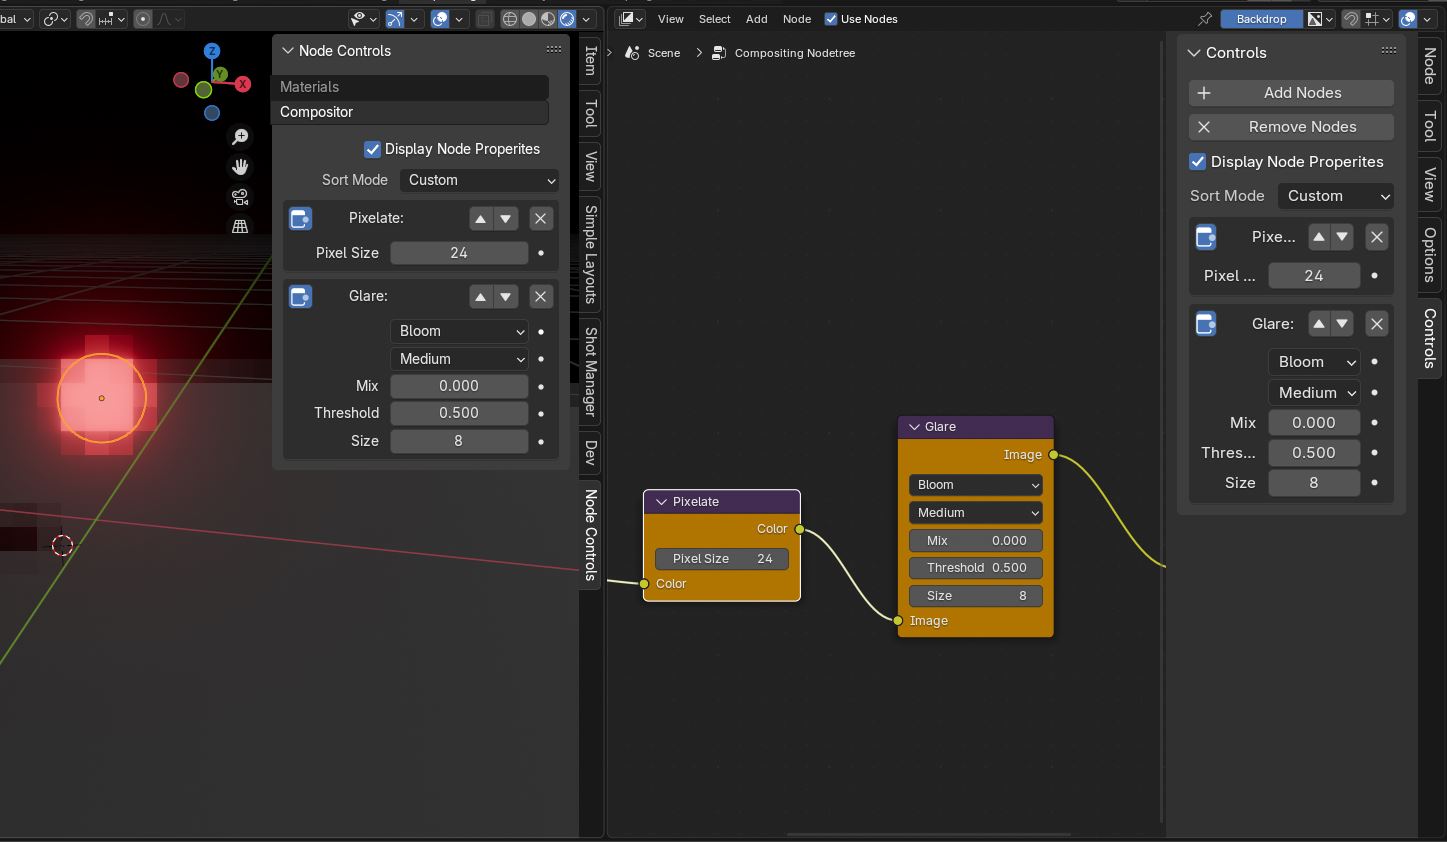 bal
View Select Add Node Use Nodes Backdrop
Scene Compositing Nodetree
Z
Y
X
Node Controls
Materials
Compositor
Display Node Properites
Sort Mode Custom
Pixelate:
Pixel Size 24
Glare:
Bloom
Medium
Mix 0.000
Threshold 0.500
Size 8
Item
Tool
View
Simple Layouts
Shot Manager
Dev
Node Controls
Pixelate
Color
Pixel Size 24
Color
Glare
Image
Bloom
Medium
Mix 0.000
Threshold 0.500
Size 8
Image
Controls
Add Nodes
Remove Nodes
Display Node Properites
Sort Mode Custom
Pixe...
Pixel ... 24
Glare:
Bloom
Medium
Mix 0.000
Thres... 0.500
Size 8
Node
Tool
View
Options
Controls